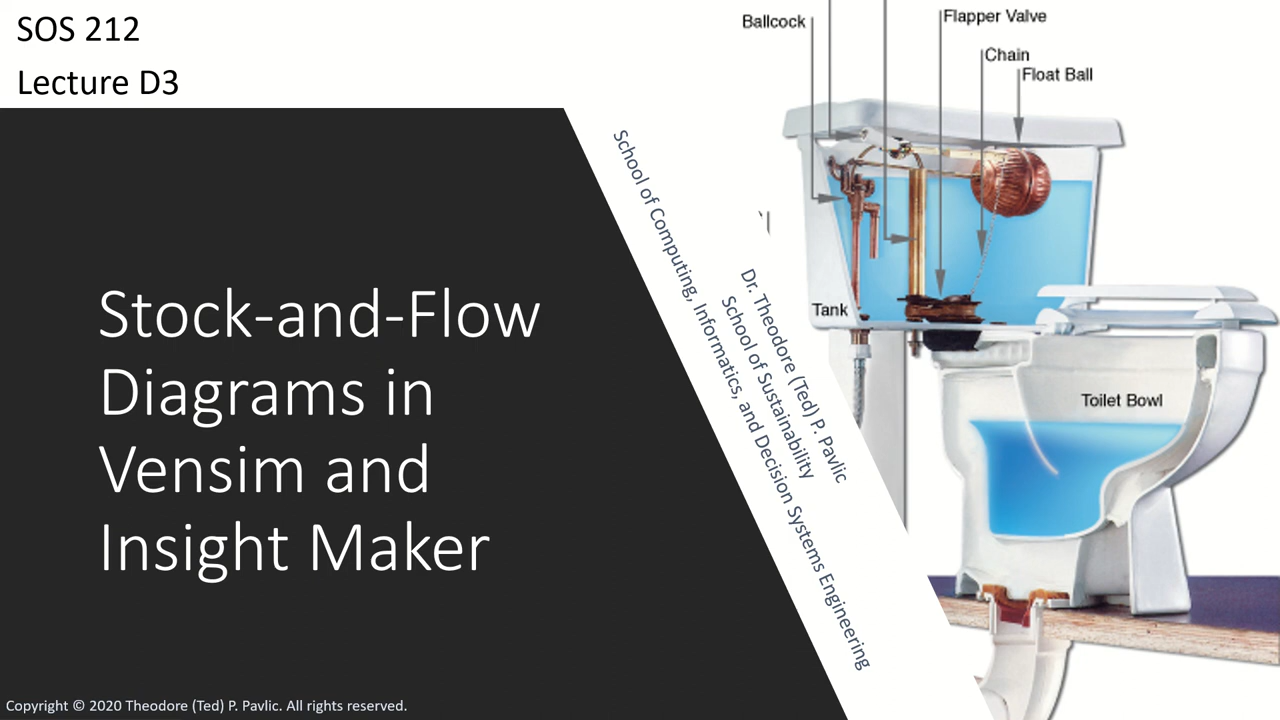 SOS 212
Lecture D3
Stock-and-Flow
Diagrams in
Vensim and
Insight Maker
Dr. Theodore (Ted) P. Pavlic
School of Sustainability
School of Computing, Informatics, and Decision Systems Engineering
Ballcock
Flapper Valve
Chain
Float Ball
Tank
Toilet Bowl
Copyright © 2020 Theodore (Ted) P. Pavlic. All rights reserved.